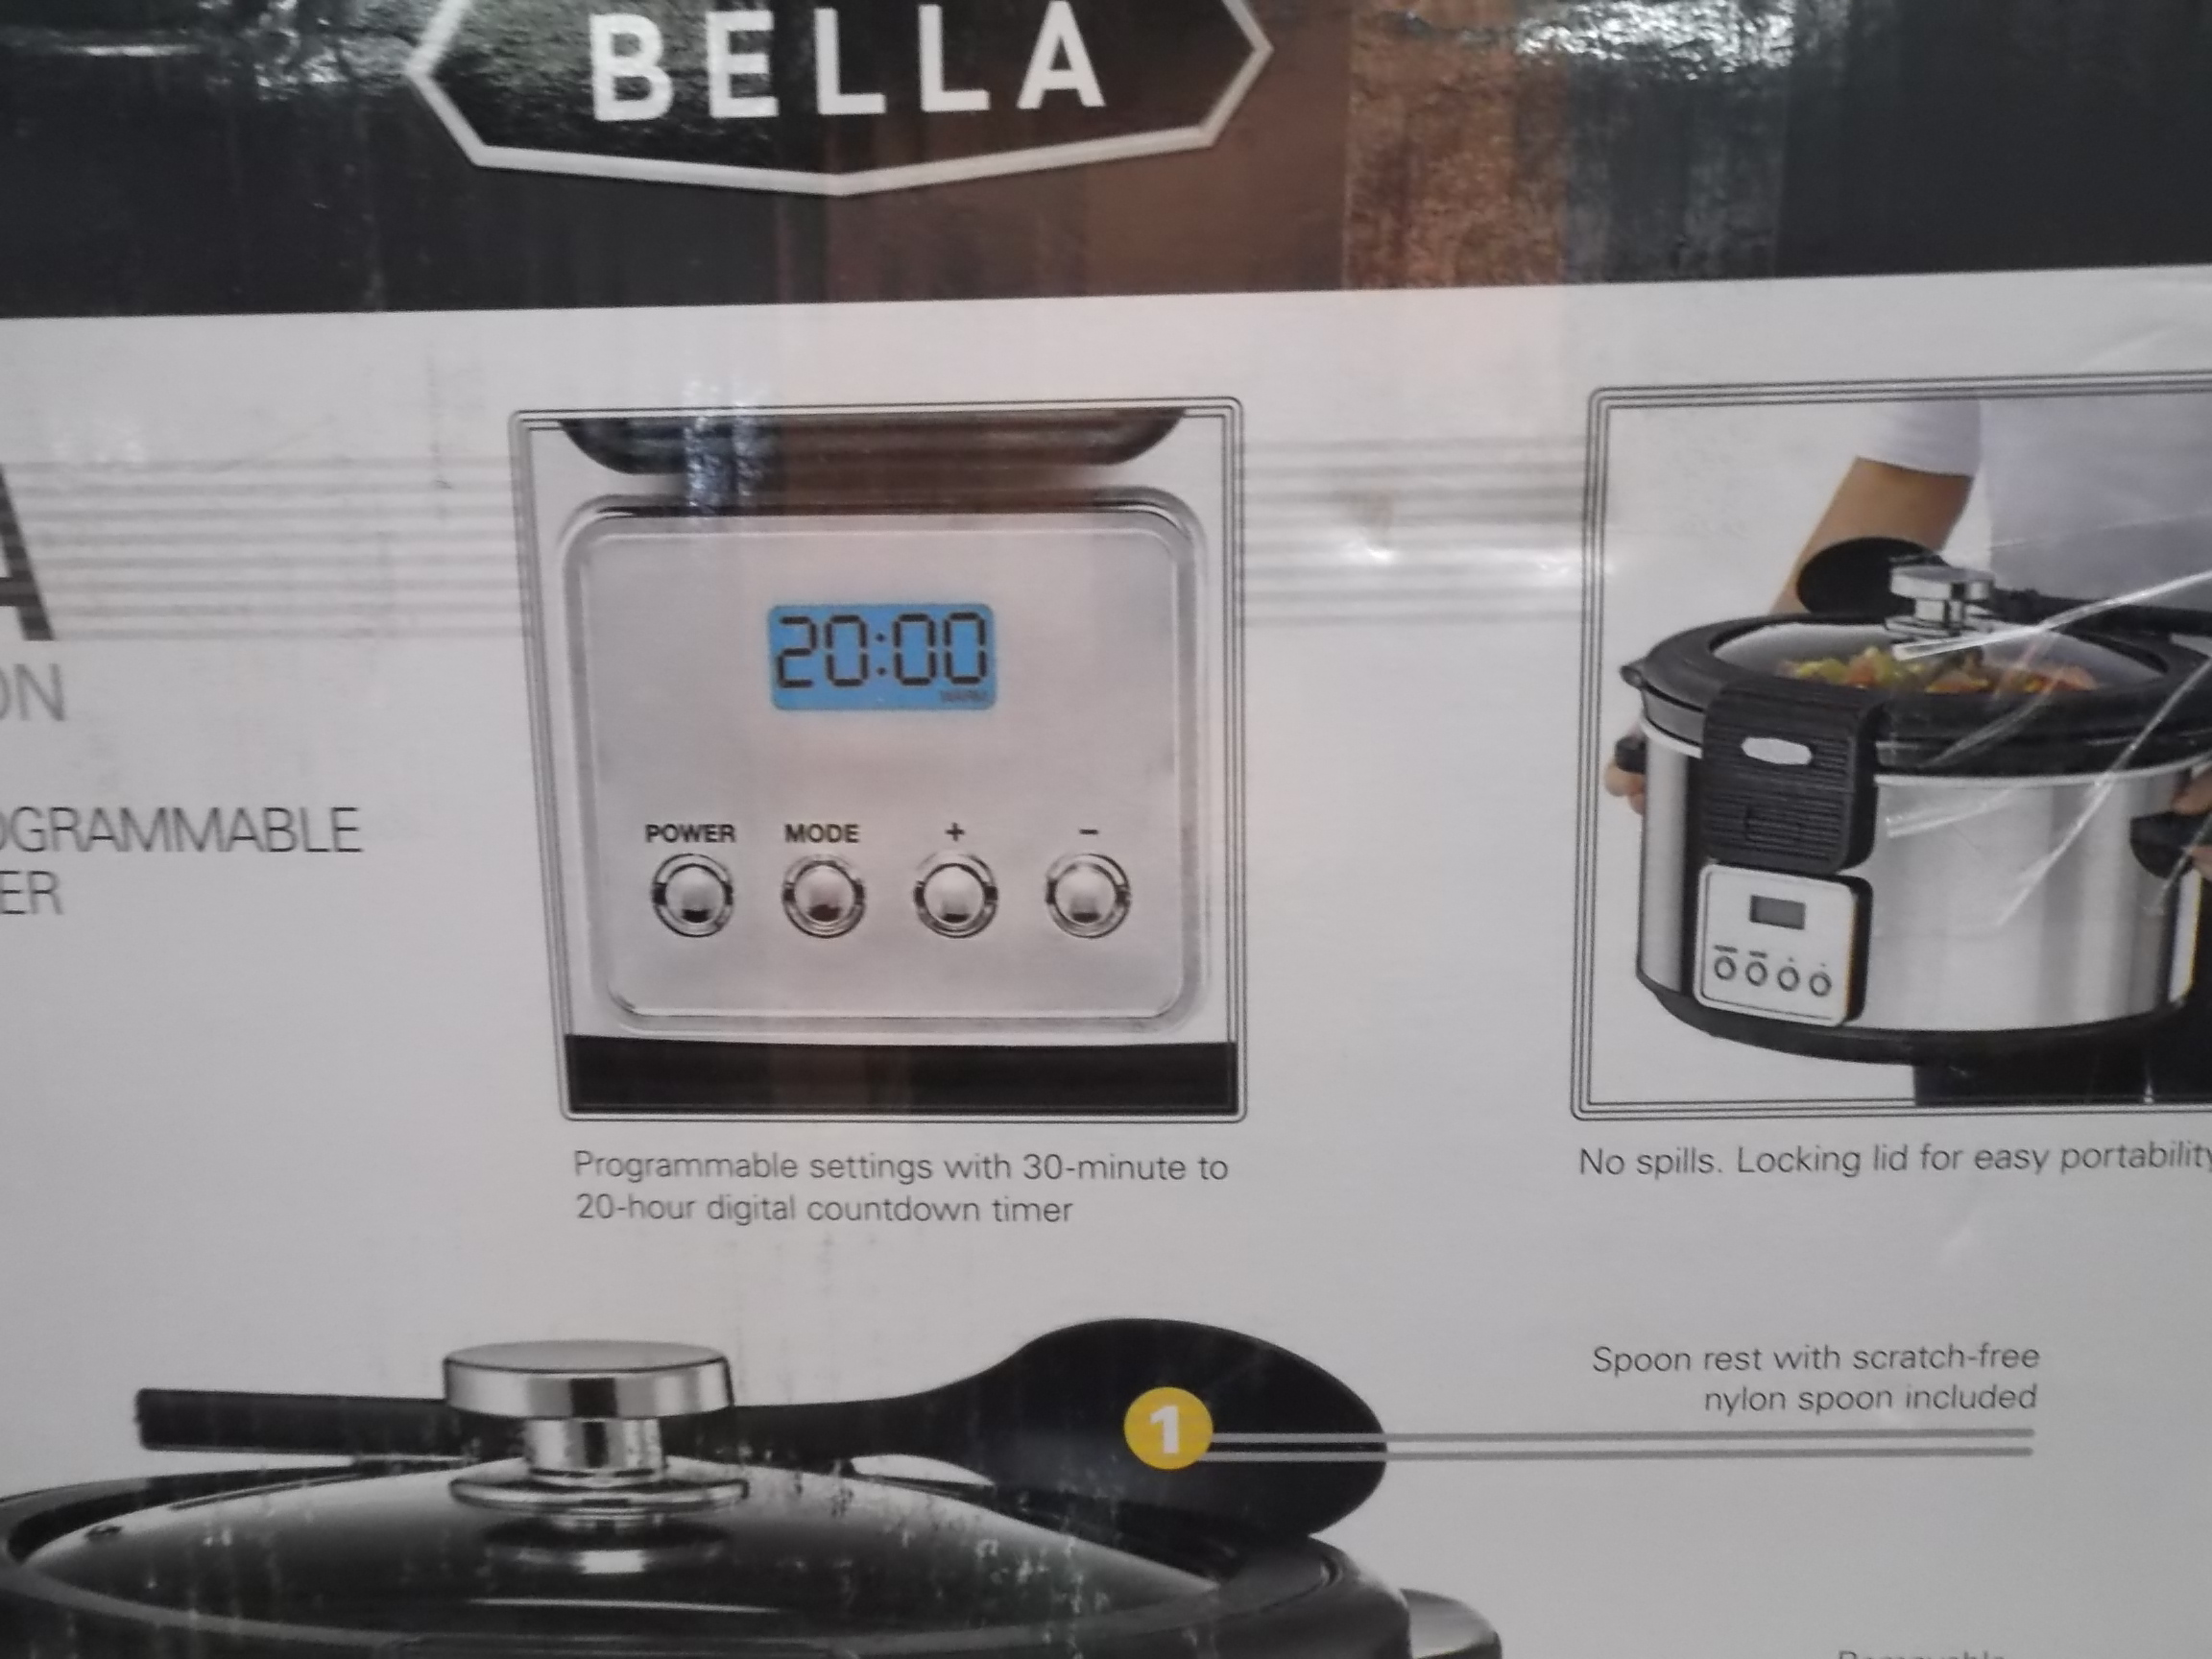 BELLA
A
ON
OGRAMMABLE
ER
20:00
POWER MODE + −
Programmable settings with 30-minute to
20-hour digital countdown timer
No spills. Locking lid for easy portability
1
Spoon rest with scratch-free
nylon spoon included